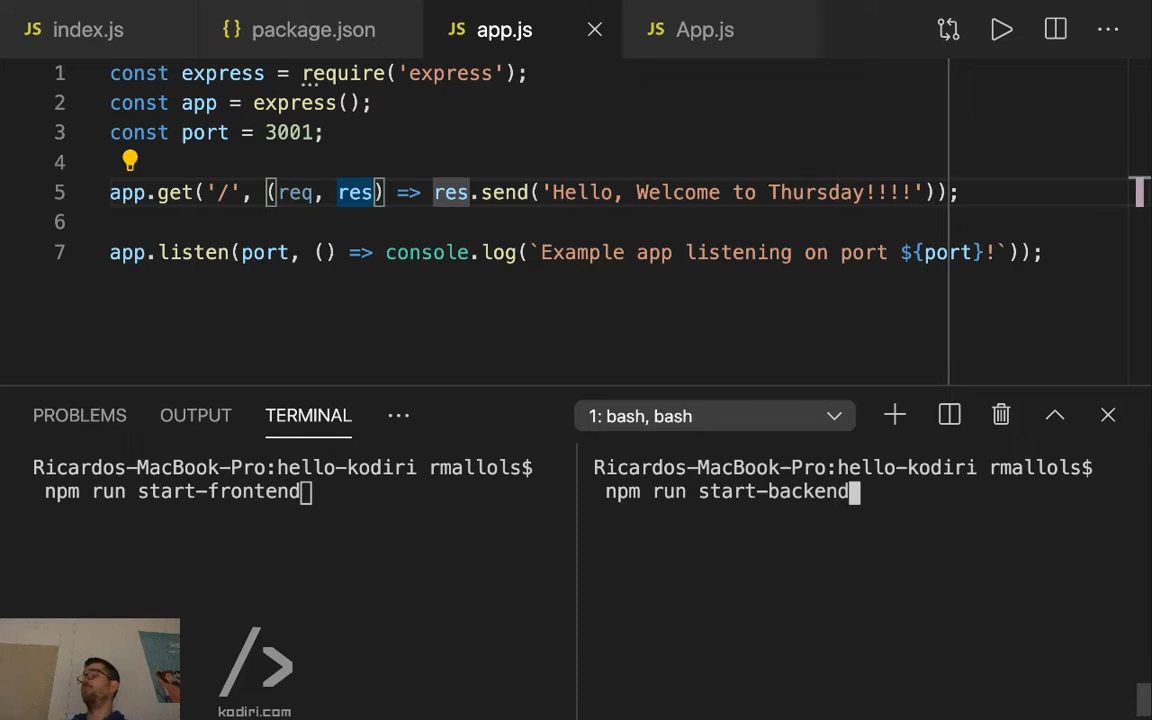 JS index.js {} package.json JS app.js JS App.js
1 const express = require('express');
2 const app = express();
3 const port = 3001;
4
5 app.get('/', (req, res) => res.send('Hello, Welcome to Thursday!!!!'));
6
7 app.listen(port, () => console.log(`Example app listening on port ${port}!`));
PROBLEMS OUTPUT TERMINAL ... 1: bash, bash
Ricardos-MacBook-Pro:hello-kodiri rmallols$
npm run start-frontend
Ricardos-MacBook-Pro:hello-kodiri rmallols$
npm run start-backend
/>
kodiri.com